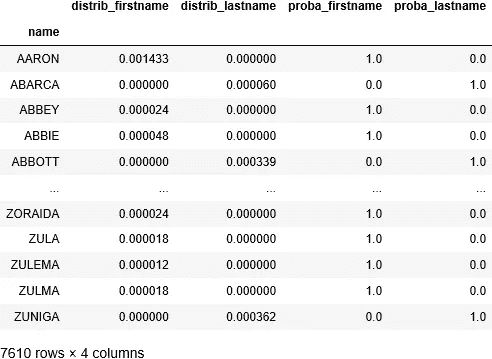 distrib_firstname distrib_lastname proba_firstname proba_lastname
name
AARON 0.001433 0.000000 1.0 0.0
ABARCA 0.000000 0.000060 0.0 1.0
ABBEY 0.000024 0.000000 1.0 0.0
ABBIE 0.000048 0.000000 1.0 0.0
ABBOTT 0.000000 0.000339 0.0 1.0
... ... ... ... ...
ZORAIDA 0.000024 0.000000 1.0 0.0
ZULA 0.000018 0.000000 1.0 0.0
ZULEMA 0.000012 0.000000 1.0 0.0
ZULMA 0.000018 0.000000 1.0 0.0
ZUNIGA 0.000000 0.000362 0.0 1.0
7610 rows × 4 columns